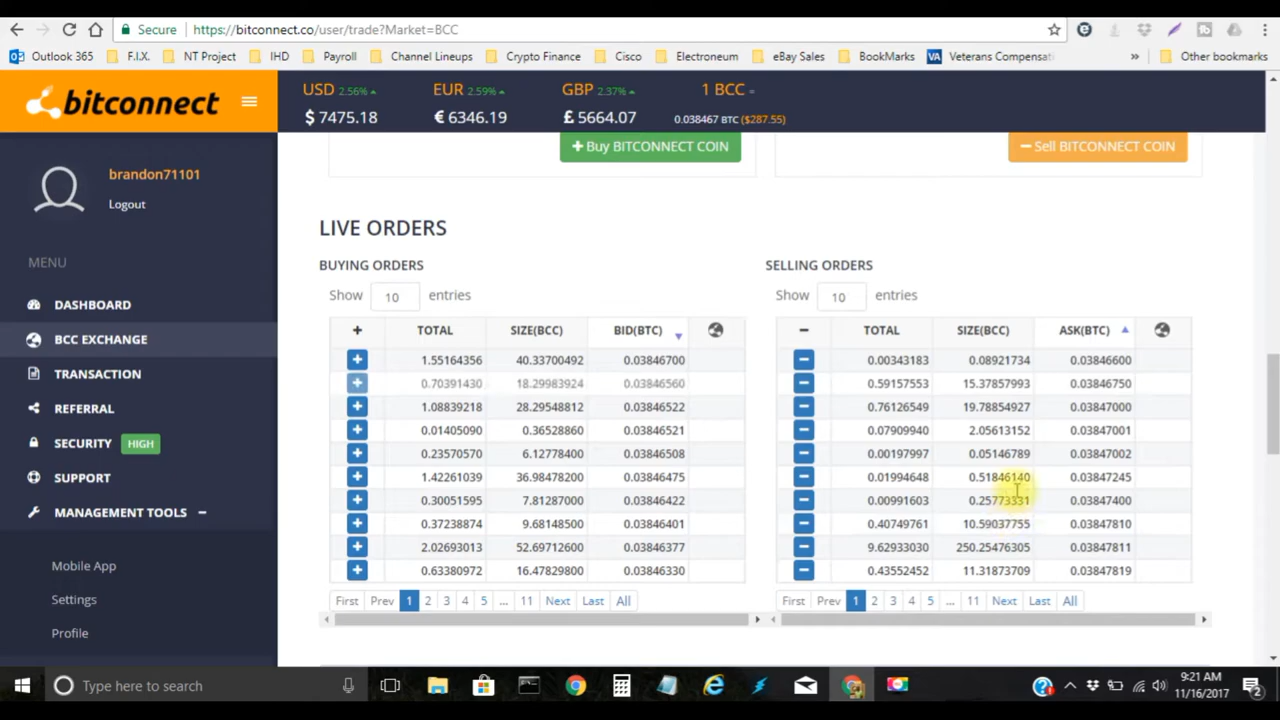 Secure https://bitconnect.co/user/trade?Market=BCC
Outlook 365 F.I.X. NT Project IHD Payroll Channel Lineups Crypto Finance Cisco Electroneum eBay Sales BookMarks VA Veterans Compensati » Other bookmarks
bitconnect
USD 2.56% EUR 2.59% GBP 2.37% 1 BCC
$ 7475.18 € 6346.19 £ 5664.07 0.038467 BTC ($287.55)
brandon71101
Logout
MENU
DASHBOARD
BCC EXCHANGE
TRANSACTION
REFERRAL
SECURITY HIGH
SUPPORT
MANAGEMENT TOOLS –
Mobile App
Settings
Profile
+ Buy BITCONNECT COIN
– Sell BITCONNECT COIN
LIVE ORDERS
BUYING ORDERS
Show 10 entries
+ TOTAL SIZE(BCC) BID(BTC)
+ 1.55164356 40.33700492 0.03846700
+ 0.70391430 18.29983924 0.03846560
+ 1.08839218 28.29548812 0.03846522
+ 0.01405090 0.36528860 0.03846521
+ 0.23570570 6.12778400 0.03846508
+ 1.42261039 36.98478200 0.03846475
+ 0.30051595 7.81287000 0.03846422
+ 0.37238874 9.68148500 0.03846401
+ 2.02693013 52.69712600 0.03846377
+ 0.63380972 16.47829800 0.03846330
First Prev 1 2 3 4 5 ... 11 Next Last All
SELLING ORDERS
Show 10 entries
– TOTAL SIZE(BCC) ASK(BTC)
– 0.00343183 0.08921734 0.03846600
– 0.59157553 15.37857993 0.03846750
– 0.76126549 19.78854927 0.03847000
– 0.07909940 2.05613152 0.03847001
– 0.00197997 0.05146789 0.03847002
– 0.01994648 0.51846140 0.03847245
– 0.00991603 0.25773331 0.03847400
– 0.40749761 10.59037755 0.03847810
– 9.62933030 250.25476305 0.03847811
– 0.43552452 11.31873709 0.03847819
First Prev 1 2 3 4 5 ... 11 Next Last All
Type here to search
9:21 AM
11/16/2017
2